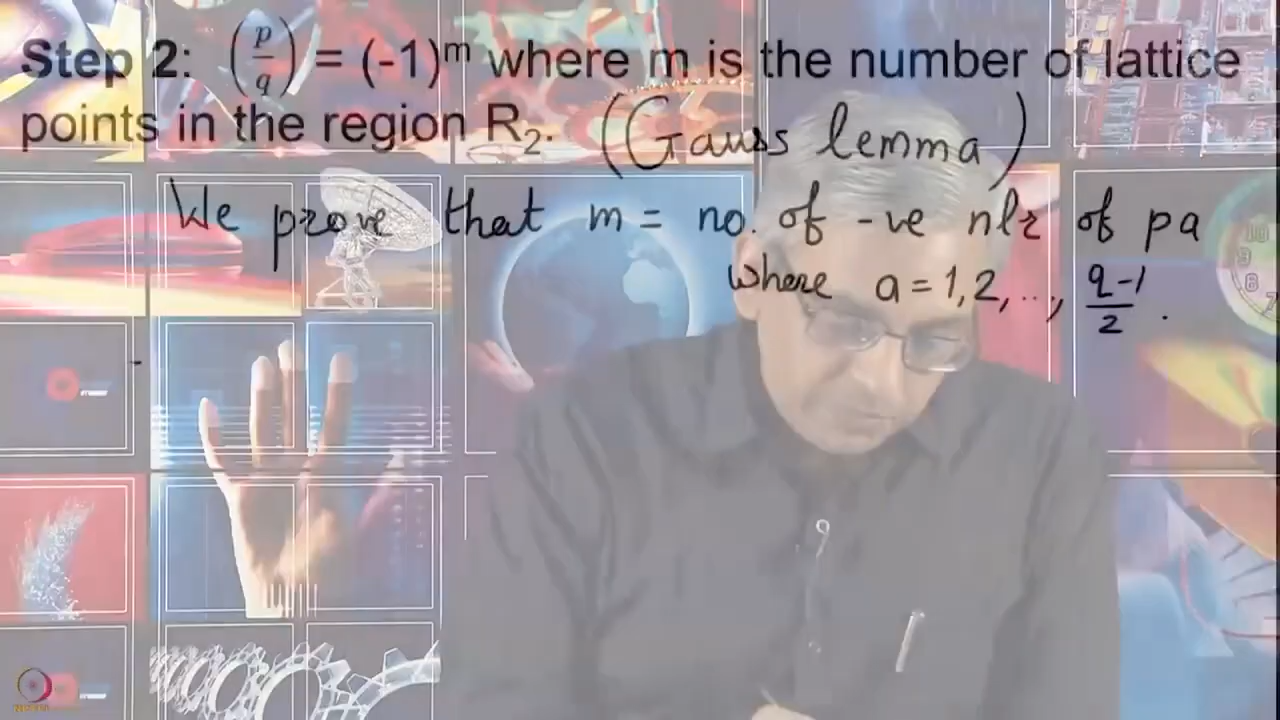 Step 2: (p/q) = (-1)^m where m is the number of lattice
points in the region R₂. (Gauss lemma)
We prove that m = no. of -ve nlr of pa
where a = 1, 2, ..., (q-1)/2 .